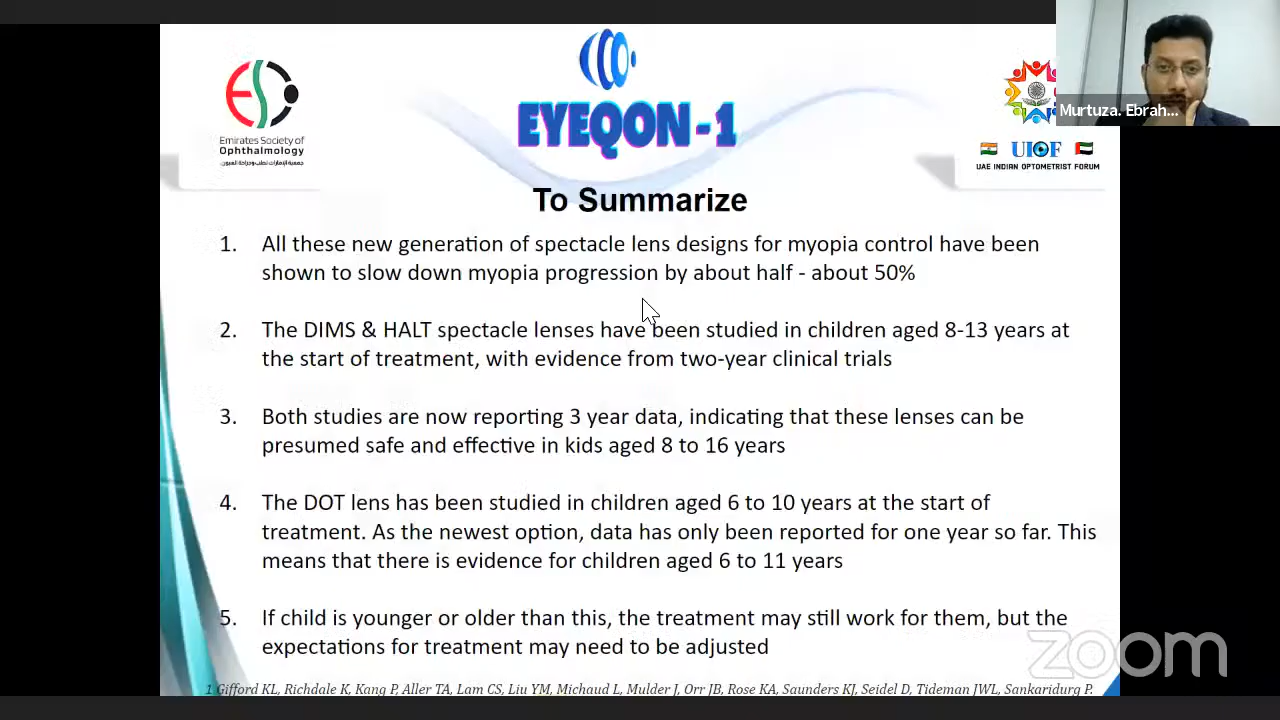 Emirates Society of
Ophthalmology
جمعية الإمارات لطب وجراحة العيون
EYEQON-1
Murtuza. Ebrah...
UIOF
UAE INDIAN OPTOMETRIST FORUM
To Summarize
1. All these new generation of spectacle lens designs for myopia control have been
shown to slow down myopia progression by about half - about 50%
2. The DIMS & HALT spectacle lenses have been studied in children aged 8-13 years at
the start of treatment, with evidence from two-year clinical trials
3. Both studies are now reporting 3 year data, indicating that these lenses can be
presumed safe and effective in kids aged 8 to 16 years
4. The DOT lens has been studied in children aged 6 to 10 years at the start of
treatment. As the newest option, data has only been reported for one year so far. This
means that there is evidence for children aged 6 to 11 years
5. If child is younger or older than this, the treatment may still work for them, but the
expectations for treatment may need to be adjusted
zoom
1 Gifford KL, Richdale K, Kang P, Aller TA, Lam CS, Liu YM, Michaud L, Mulder J, Orr JB, Rose KA, Saunders KJ, Seidel D, Tideman JWL, Sankaridurg P.